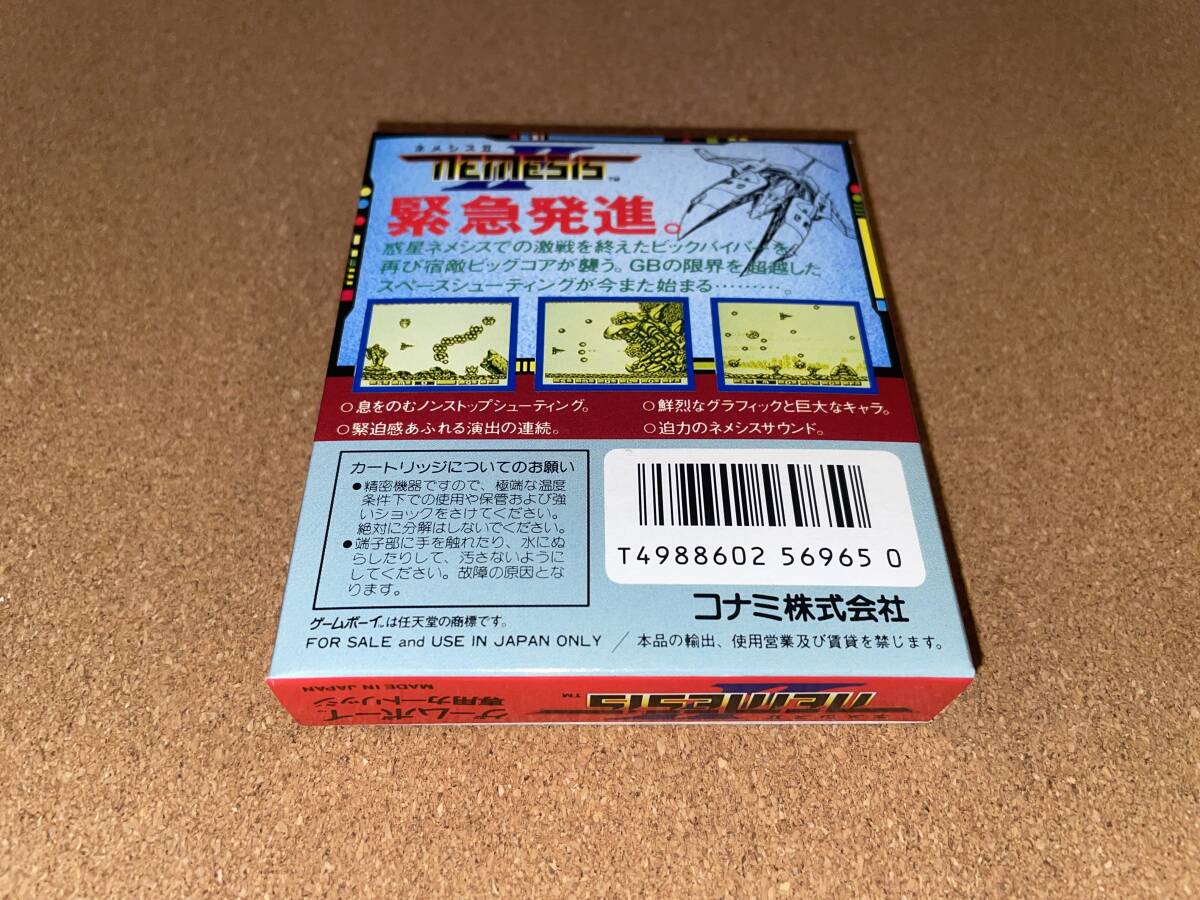 ネメシスII
NEMESIS II™
緊急発進。
惑星ネメシスでの激戦を終えたビックバイパーを
再び宿敵ビッグコアが襲う。GBの限界を超越した
スペースシューティングが今また始まる………。
○息をのむノンストップシューティング。
○緊迫感あふれる演出の連続。
○鮮烈なグラフィックと巨大なキャラ。
○迫力のネメシスサウンド。
カートリッジについてのお願い
●精密機器ですので、極端な温度
条件下での使用や保管および強
いショックをさけてください。
絶対に分解はしないでください。
●端子部に手を触れたり、水にぬ
らしたりして、汚さないように
してください。故障の原因とな
ります。
T4988602 56965 0
コナミ株式会社
ゲームボーイ™は任天堂の商標です。
FOR SALE and USE IN JAPAN ONLY / 本品の輸出、使用営業及び賃貸を禁じます。
ネメシスII
NEMESIS II™
ゲームボーイ™
専用カートリッジ
MADE IN JAPAN